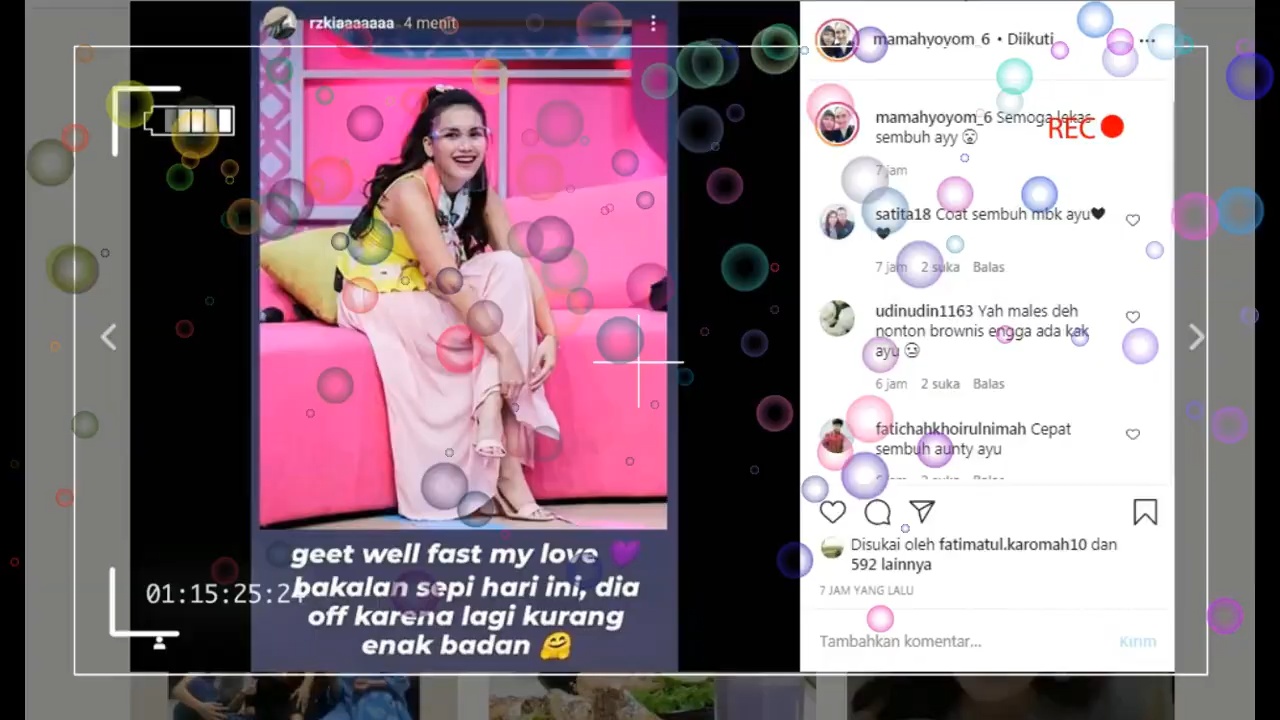 rzkiaaaaaaa 4 menit
geet well fast my love 💜
bakalan sepi hari ini, dia
off karena lagi kurang
enak badan 🤗
01:15:25:24
mamahyoyom_6 • Diikuti
mamahyoyom_6 Semoga lekas
sembuh ayy 😮
7 jam
REC
satita18 Coat sembuh mbk ayu🖤
🖤
7 jam 2 suka Balas
udinudin1163 Yah males deh
nonton brownis engga ada kak
ayu 😢
6 jam 2 suka Balas
fatichahkhoirulnimah Cepat
sembuh aunty ayu
Disukai oleh fatimatul.karomah10 dan
592 lainnya
7 JAM YANG LALU
Tambahkan komentar...
Kirim